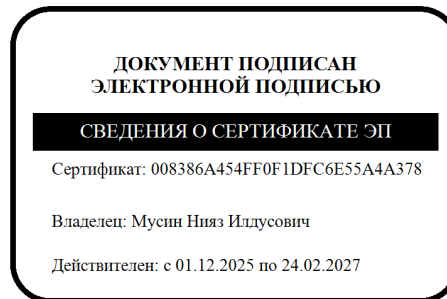 ДОКУМЕНТ ПОДПИСАН
ЭЛЕКТРОННОЙ ПОДПИСЬЮ
СВЕДЕНИЯ О СЕРТИФИКАТЕ ЭП
Сертификат: 008386A454FF0F1DFC6E55A4A378
Владелец: Мусин Нияз Илдусович
Действителен: с 01.12.2025 по 24.02.2027